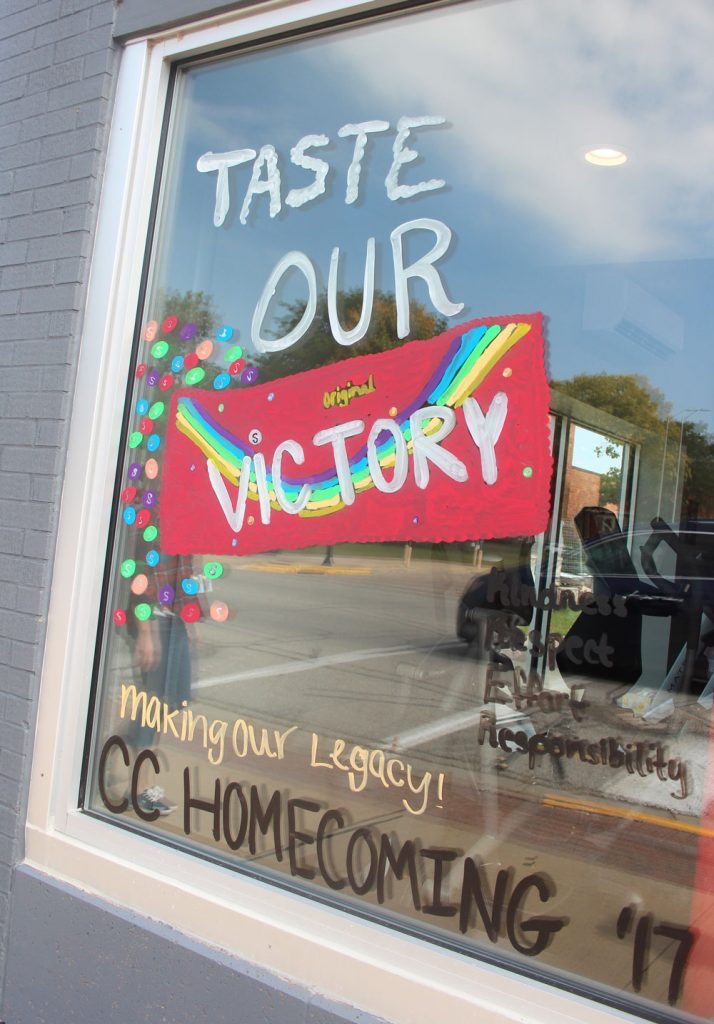 TASTE
OUR
original
VICTORY
Kindness
Respect
Effort
Responsibility
making our Legacy!
CC HOMECOMING '17